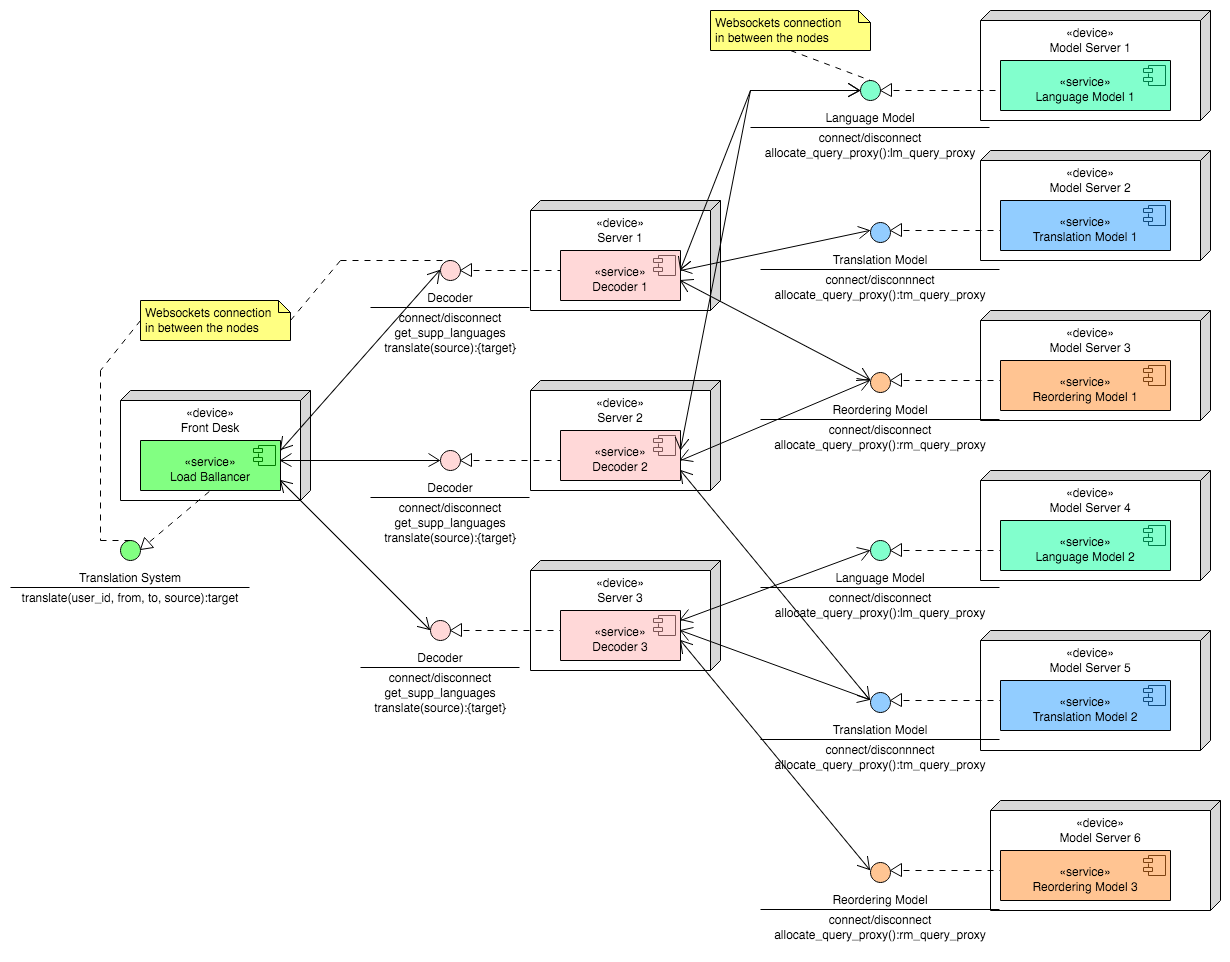 Websockets connection
in between the nodes
«device»
Model Server 1
«service»
Language Model 1
Language Model
connect/disconnect
allocate_query_proxy():lm_query_proxy
«device»
Model Server 2
«service»
Translation Model 1
Translation Model
connect/disconnnect
allocate_query_proxy():tm_query_proxy
«device»
Server 1
«service»
Decoder 1
Decoder
connect/disconnect
get_supp_languages
translate(source):{target}
Websockets connection
in between the nodes
«device»
Model Server 3
«service»
Reordering Model 1
Reordering Model
connect/disconnect
allocate_query_proxy():rm_query_proxy
«device»
Front Desk
«service»
Load Ballancer
«device»
Server 2
«service»
Decoder 2
Decoder
connect/disconnect
get_supp_languages
translate(source):{target}
«device»
Model Server 4
«service»
Language Model 2
Language Model
connect/disconnect
allocate_query_proxy():lm_query_proxy
Translation System
translate(user_id, from, to, source):target
«device»
Server 3
«service»
Decoder 3
Decoder
connect/disconnect
get_supp_languages
translate(source):{target}
«device»
Model Server 5
«service»
Translation Model 2
Translation Model
connect/disconnnect
allocate_query_proxy():tm_query_proxy
«device»
Model Server 6
«service»
Reordering Model 3
Reordering Model
connect/disconnect
allocate_query_proxy():rm_query_proxy